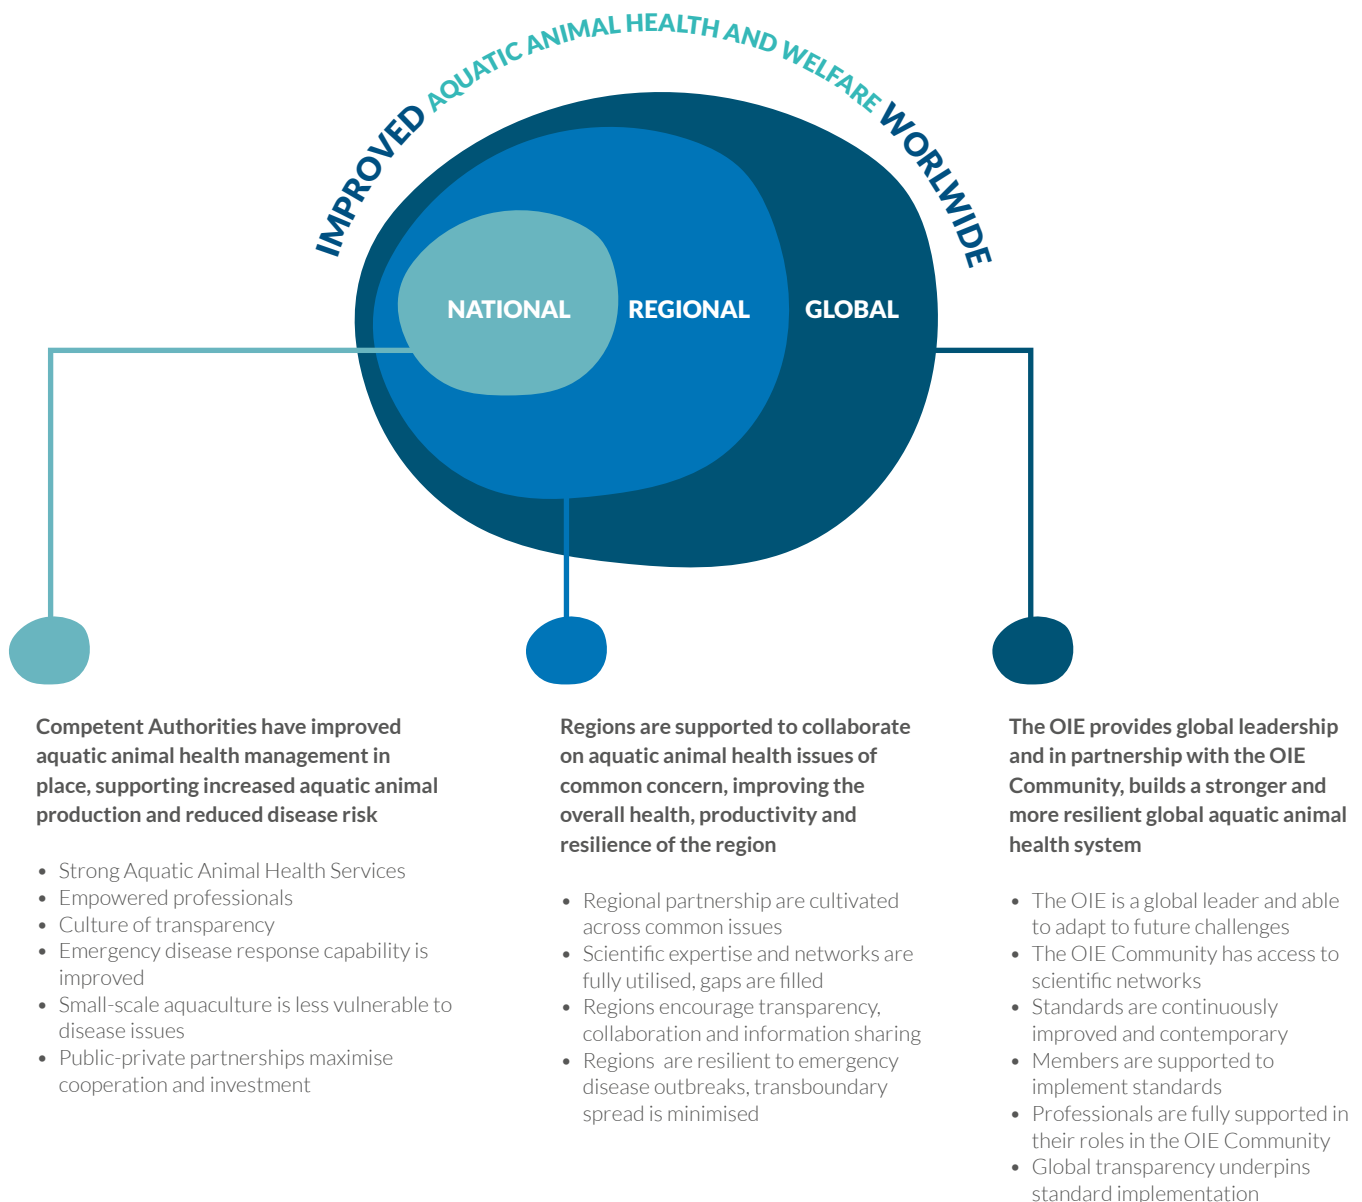 IMPROVED AQUATIC ANIMAL HEALTH AND WELFARE WORLWIDE
NATIONAL
REGIONAL
GLOBAL
Competent Authorities have improved
aquatic animal health management in
place, supporting increased aquatic animal
production and reduced disease risk
• Strong Aquatic Animal Health Services
• Empowered professionals
• Culture of transparency
• Emergency disease response capability is
improved
• Small-scale aquaculture is less vulnerable to
disease issues
• Public-private partnerships maximise
cooperation and investment
Regions are supported to collaborate
on aquatic animal health issues of
common concern, improving the
overall health, productivity and
resilience of the region
• Regional partnership are cultivated
across common issues
• Scientific expertise and networks are
fully utilised, gaps are filled
• Regions encourage transparency,
collaboration and information sharing
• Regions are resilient to emergency
disease outbreaks, transboundary
spread is minimised
The OIE provides global leadership
and in partnership with the OIE
Community, builds a stronger and
more resilient global aquatic animal
health system
• The OIE is a global leader and able
to adapt to future challenges
• The OIE Community has access to
scientific networks
• Standards are continuously
improved and contemporary
• Members are supported to
implement standards
• Professionals are fully supported in
their roles in the OIE Community
• Global transparency underpins
standard implementation